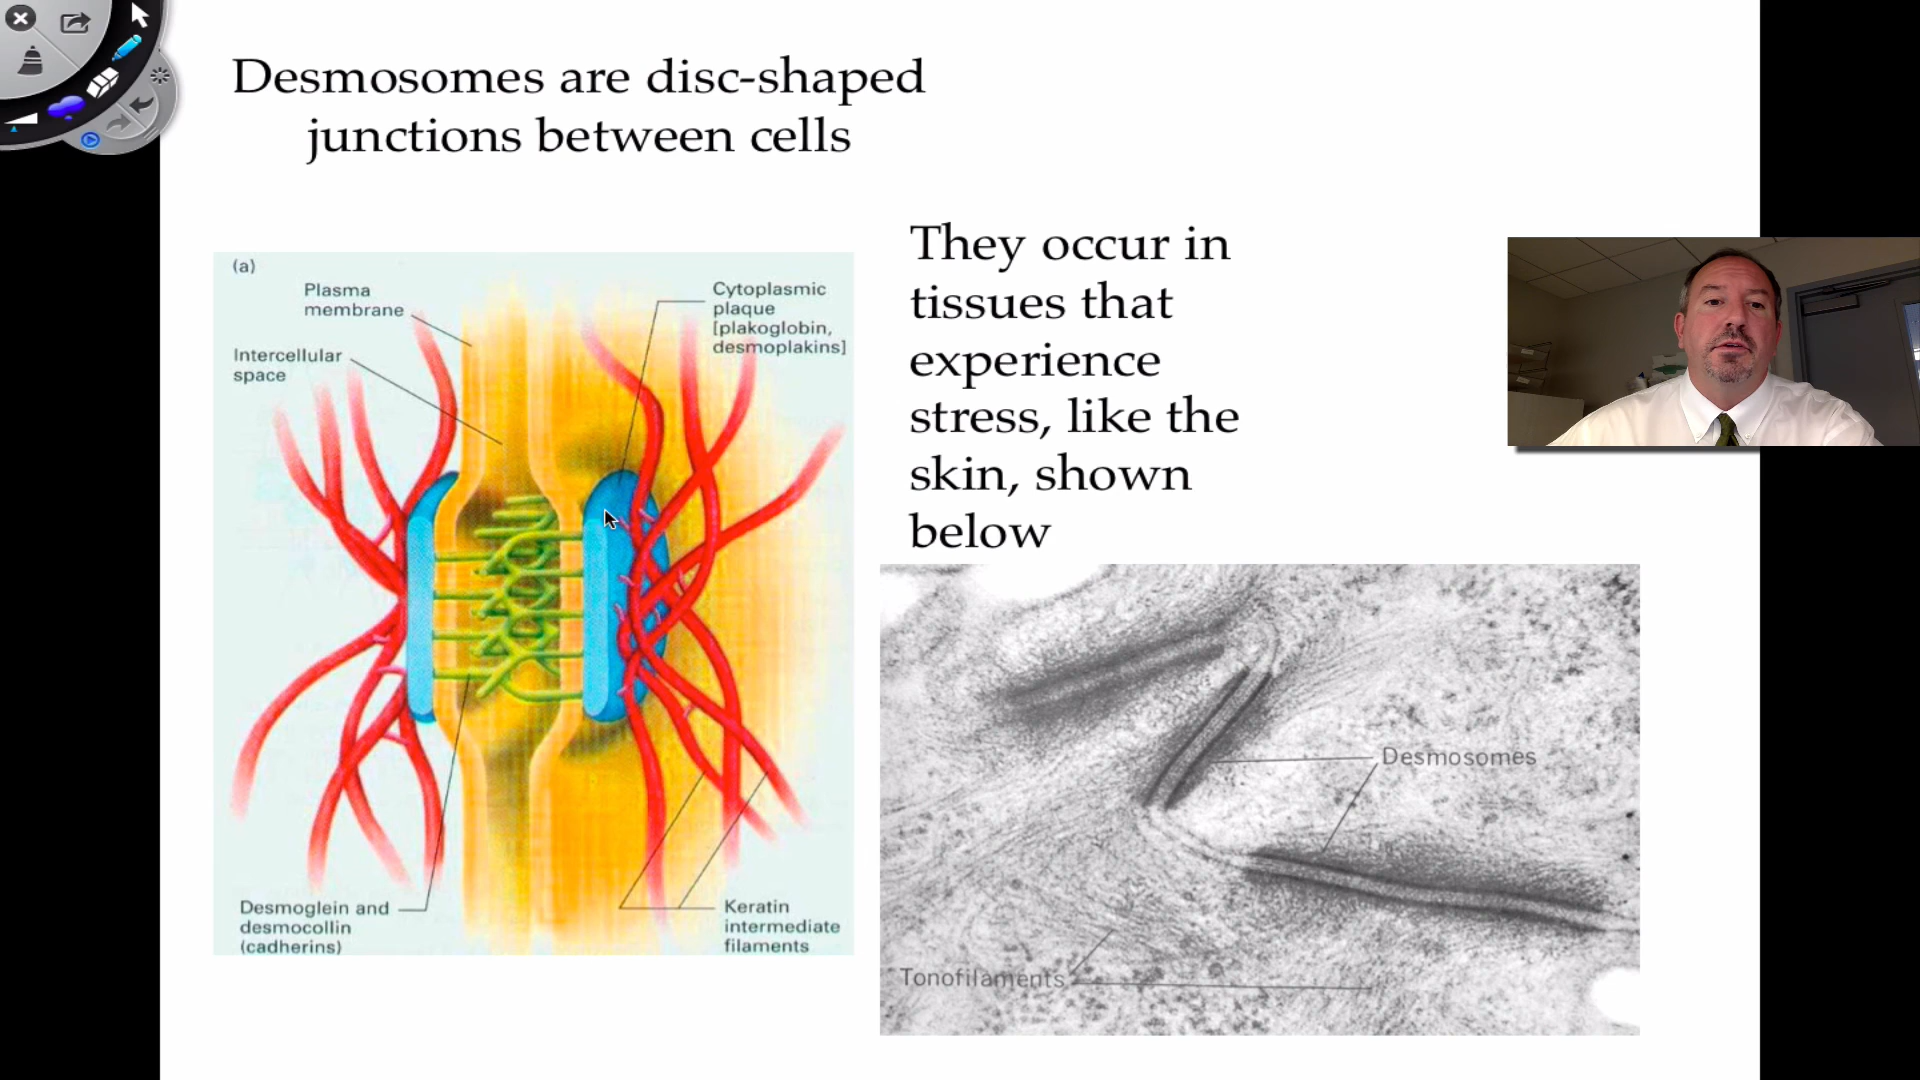 Desmosomes are disc-shaped
junctions between cells
They occur in
tissues that
experience
stress, like the
skin, shown
below
(a)
Plasma
membrane
Intercellular
space
Cytoplasmic
plaque
[plakoglobin,
desmoplakins]
Desmoglein and
desmocollin
(cadherins)
Keratin
intermediate
filaments
Desmosomes
Tonofilaments